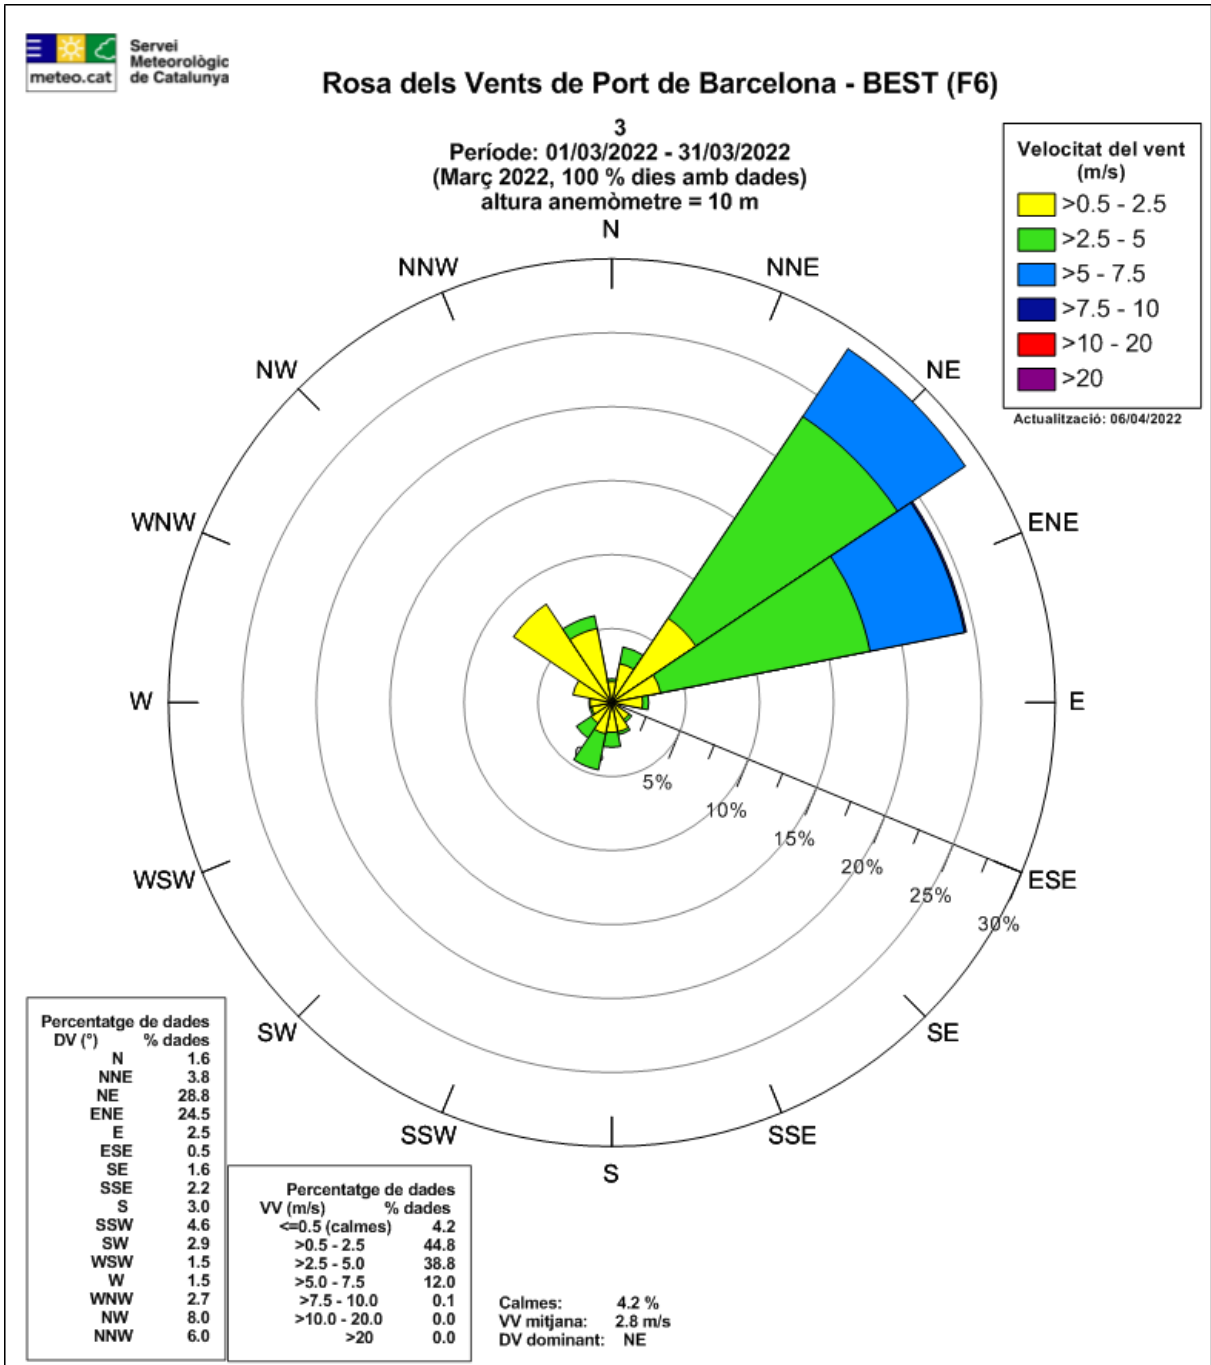 meteo.cat
Servei
Meteorològic
de Catalunya
Rosa dels Vents de Port de Barcelona - BEST (F6)
3
Període: 01/03/2022 - 31/03/2022
(Març 2022, 100 % dies amb dades)
altura anemòmetre = 10 m
Velocitat del vent
(m/s)
>0.5 - 2.5
>2.5 - 5
>5 - 7.5
>7.5 - 10
>10 - 20
>20
Actualització: 06/04/2022
N
NNW
NNE
NW
NE
WNW
ENE
W
E
5%
10%
15%
20%
25%
30%
WSW
ESE
SW
SE
SSW
SSE
S
Percentatge de dades
DV (°) % dades
N 1.6
NNE 3.8
NE 28.8
ENE 24.5
E 2.5
ESE 0.5
SE 1.6
SSE 2.2
S 3.0
SSW 4.6
SW 2.9
WSW 1.5
W 1.5
WNW 2.7
NW 8.0
NNW 6.0
Percentatge de dades
VV (m/s) % dades
<=0.5 (calmes) 4.2
>0.5 - 2.5 44.8
>2.5 - 5.0 38.8
>5.0 - 7.5 12.0
>7.5 - 10.0 0.1
>10.0 - 20.0 0.0
>20 0.0
Calmes: 4.2 %
VV mitjana: 2.8 m/s
DV dominant: NE